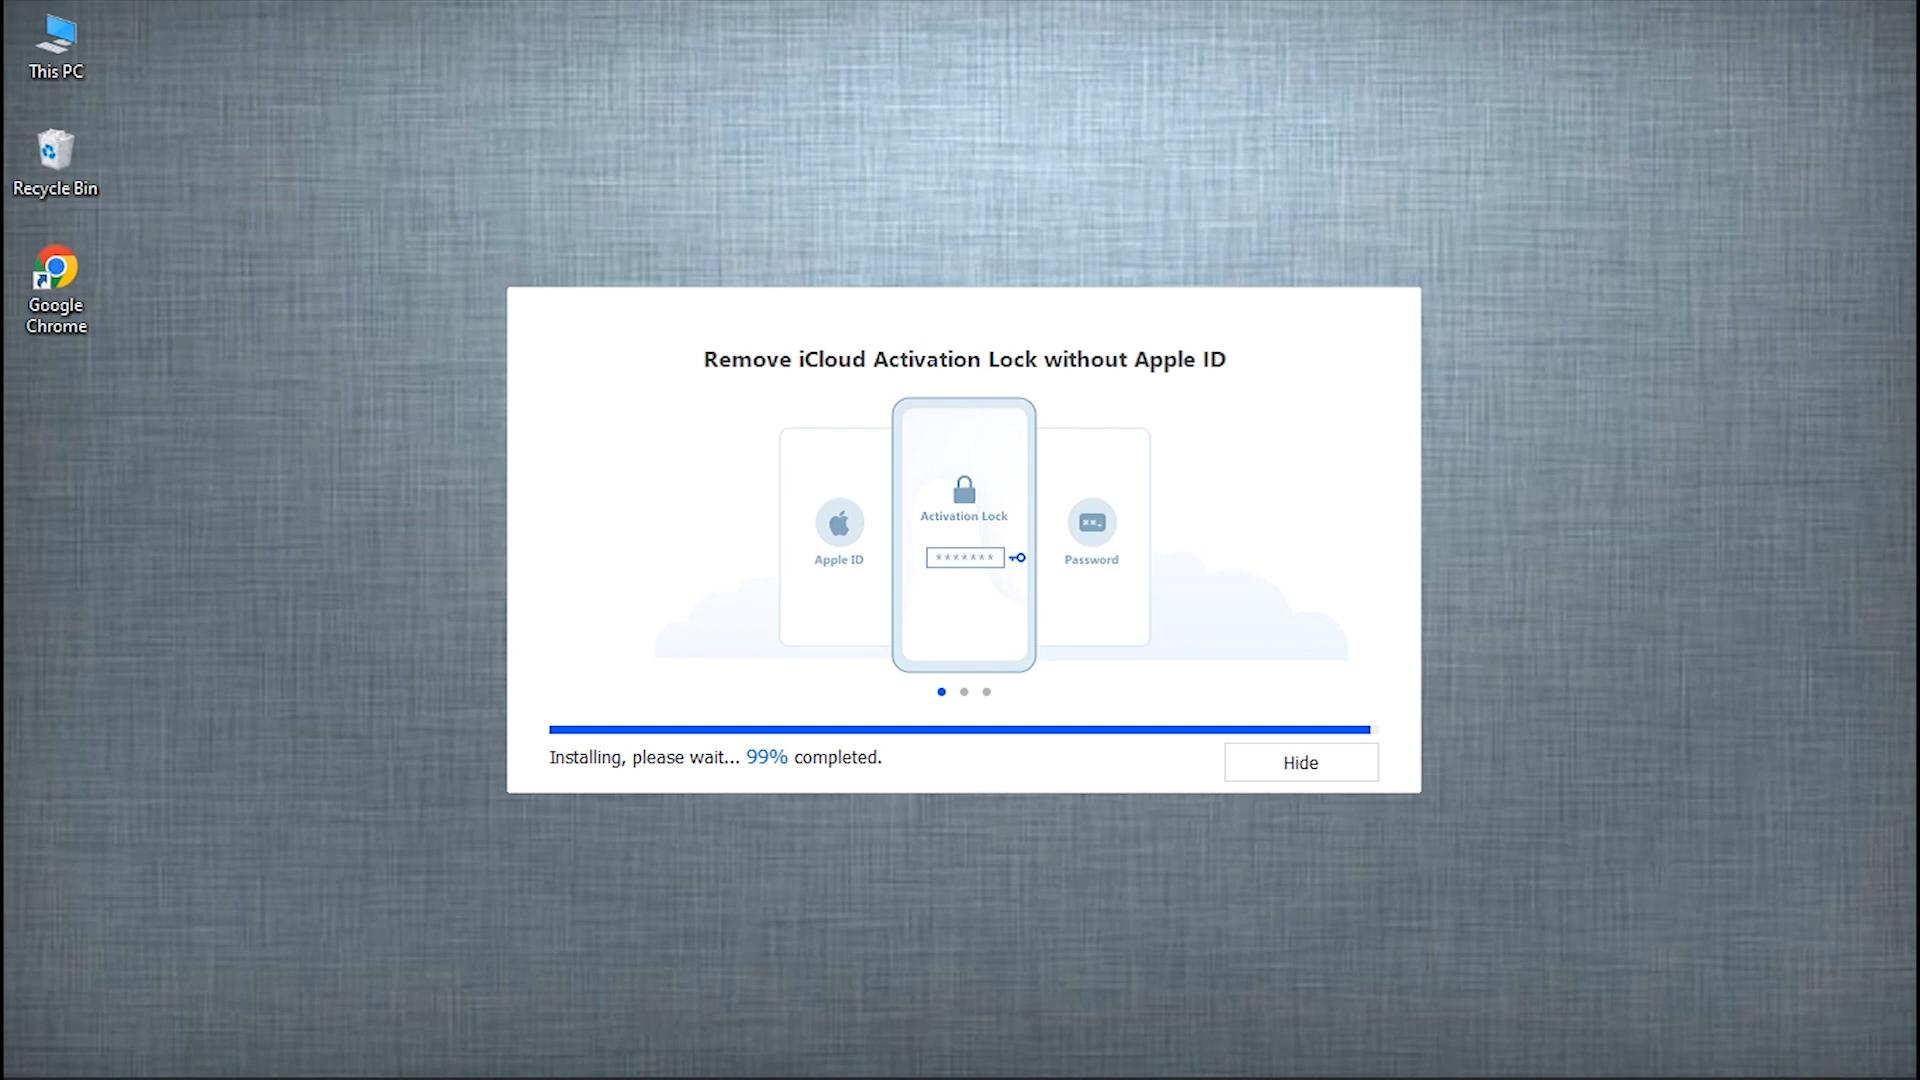 This PC
Recycle Bin
Google
Chrome
Remove iCloud Activation Lock without Apple ID
Activation Lock
*******
Apple ID
Password
Installing, please wait... 99% completed.
Hide